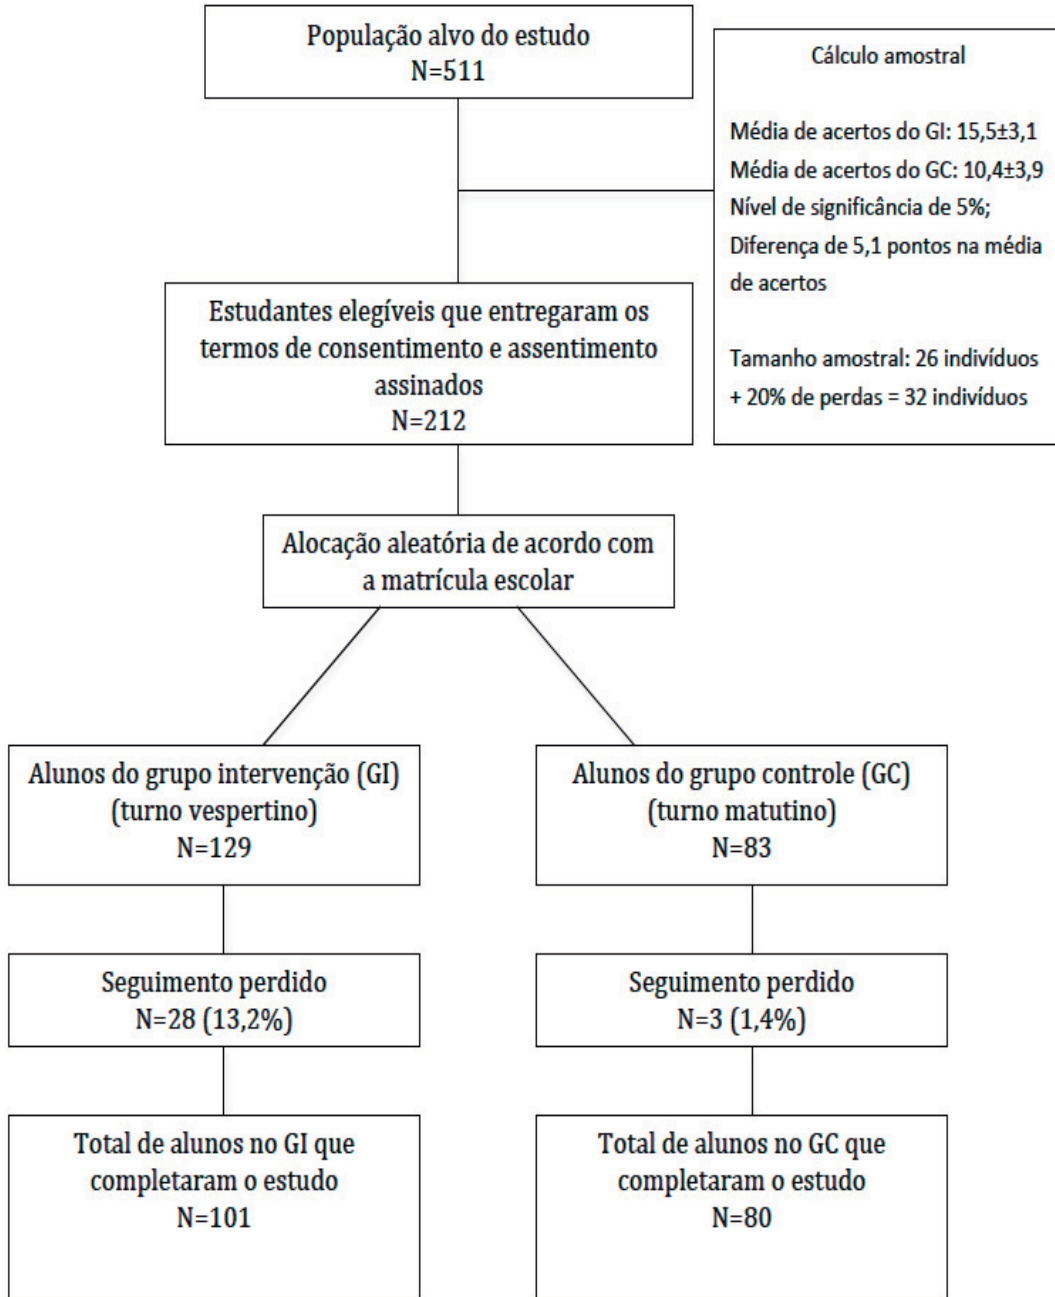 População alvo do estudo
N=511
Cálculo amostral
Média de acertos do GI: 15,5±3,1
Média de acertos do GC: 10,4±3,9
Nível de significância de 5%;
Diferença de 5,1 pontos na média
de acertos
Tamanho amostral: 26 indivíduos
+ 20% de perdas = 32 indivíduos
Estudantes elegíveis que entregaram os
termos de consentimento e assentimento
assinados
N=212
Alocação aleatória de acordo com
a matrícula escolar
Alunos do grupo intervenção (GI)
(turno vespertino)
N=129
Alunos do grupo controle (GC)
(turno matutino)
N=83
Seguimento perdido
N=28 (13,2%)
Seguimento perdido
N=3 (1,4%)
Total de alunos no GI que
completaram o estudo
N=101
Total de alunos no GC que
completaram o estudo
N=80